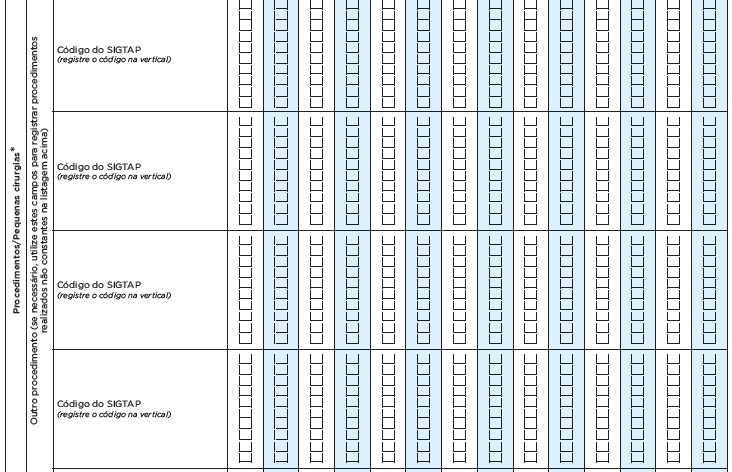 Procedimentos/Pequenas cirurgias*
Outro procedimento (se necessário, utilize estes campos para registrar procedimentos
realizados não constantes na listagem acima)
Código do SIGTAP
(registre o código na vertical)
Código do SIGTAP
(registre o código na vertical)
Código do SIGTAP
(registre o código na vertical)
Código do SIGTAP
(registre o código na vertical)